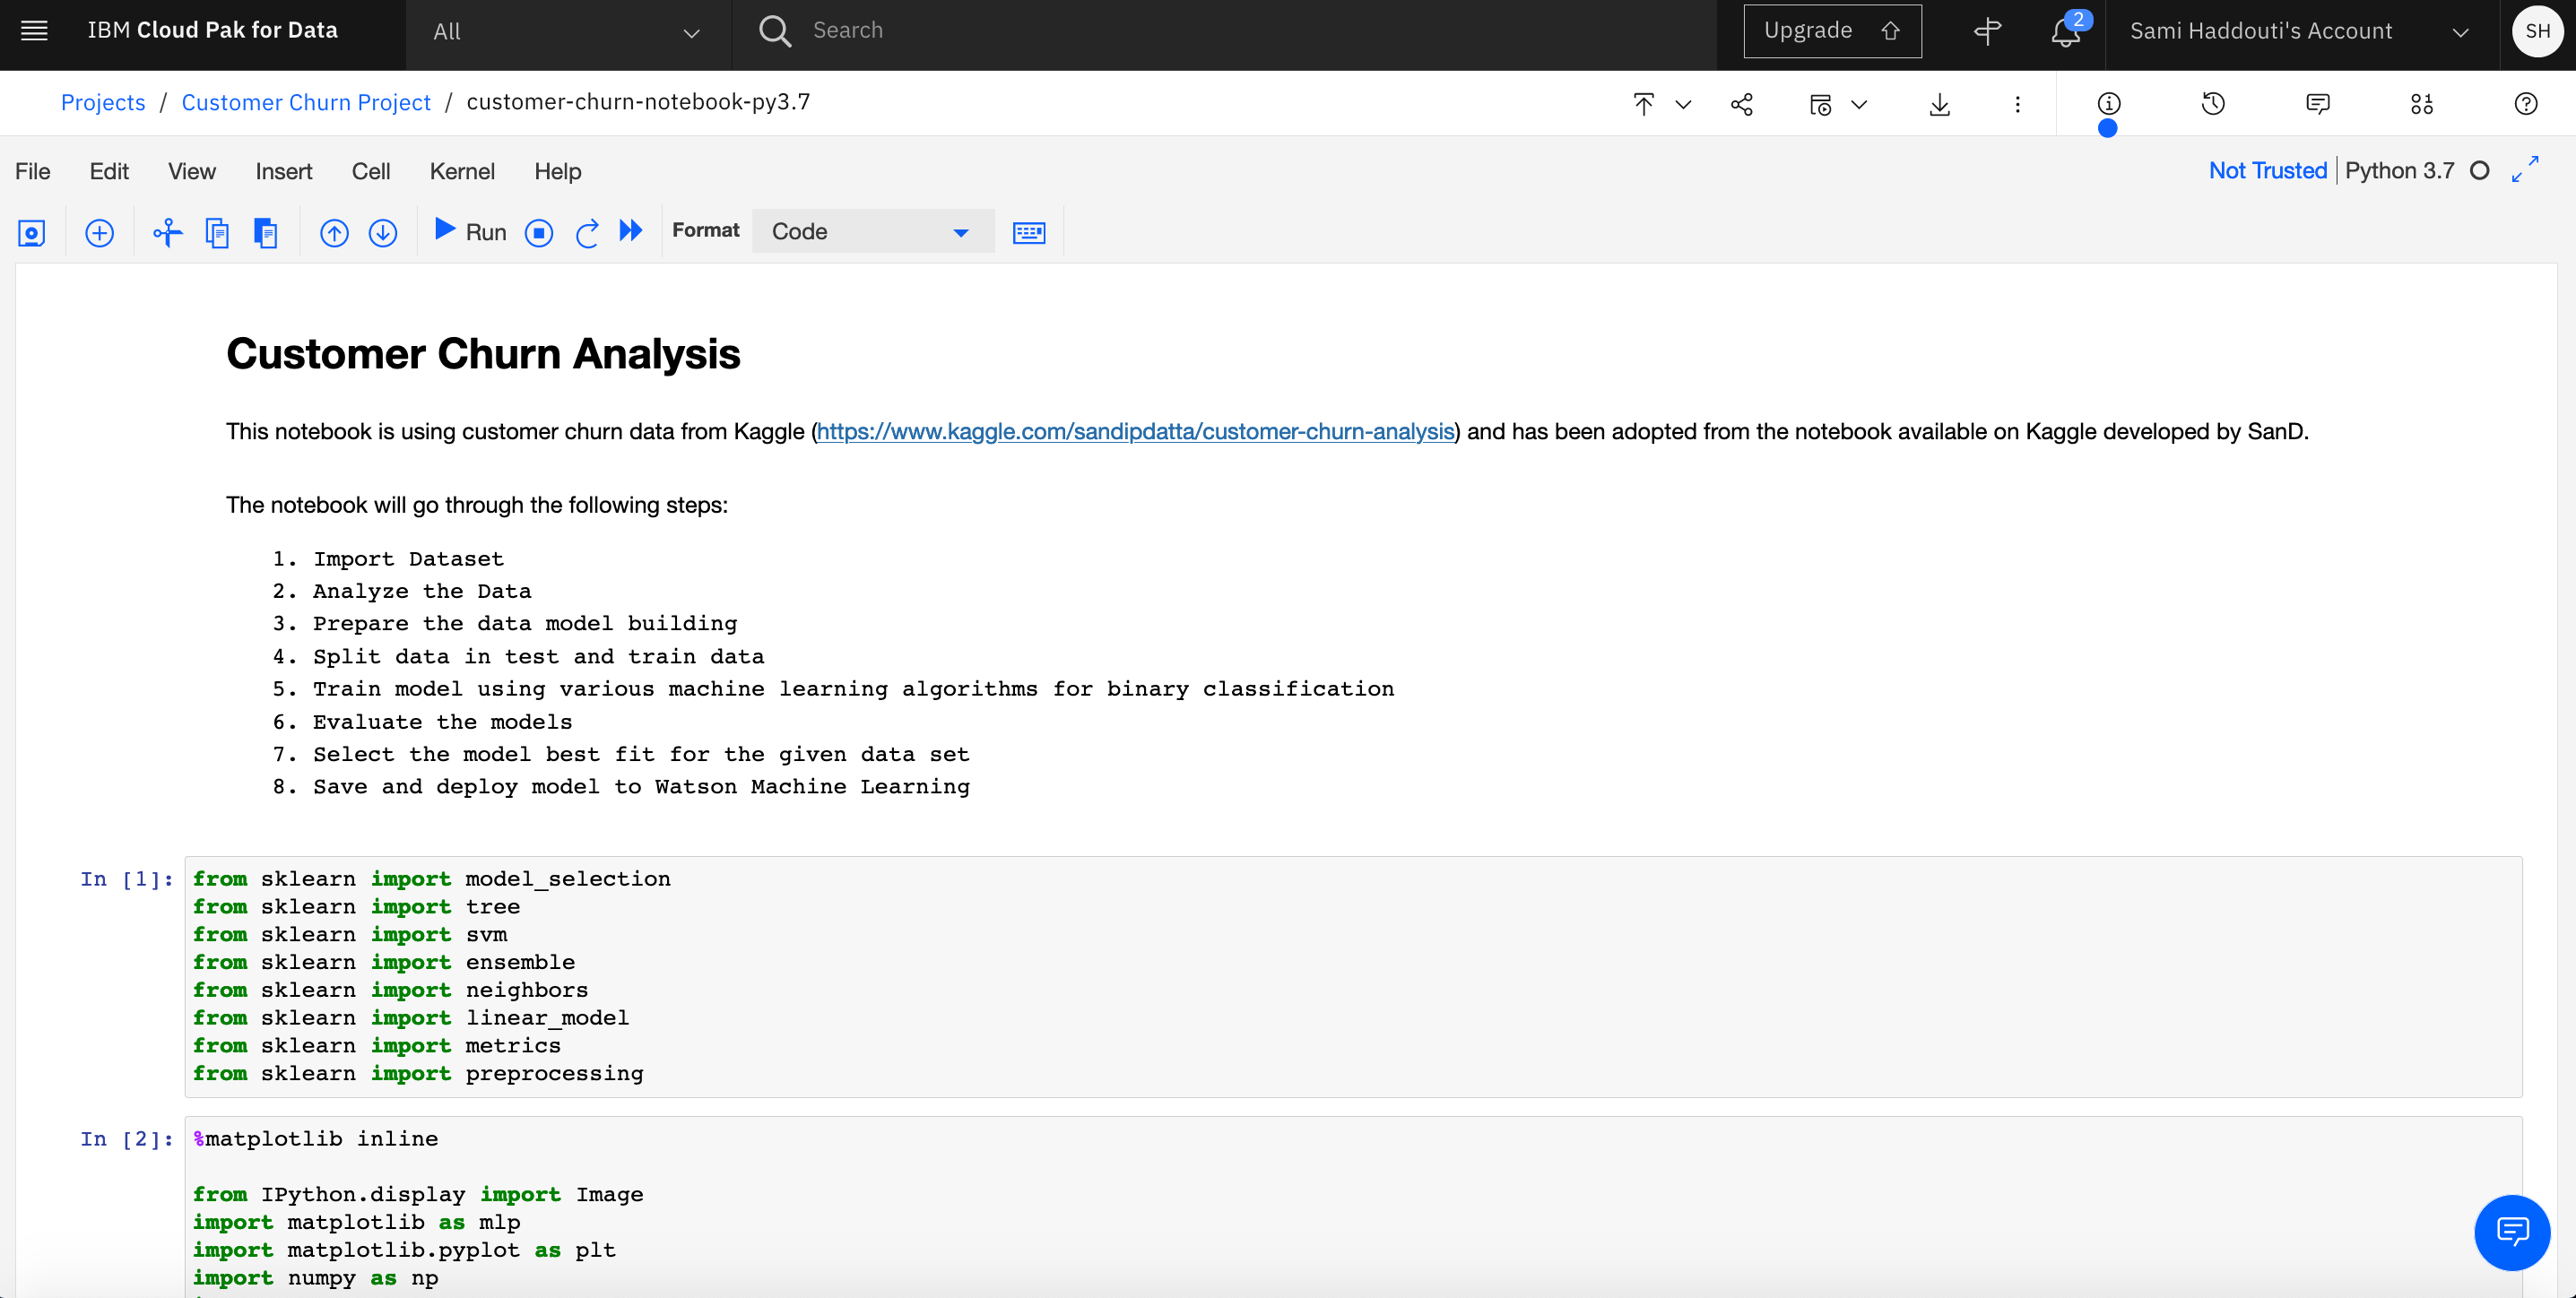 IBM Cloud Pak for Data
All
Search
Upgrade
2
Sami Haddouti's Account
SH
Projects / Customer Churn Project / customer-churn-notebook-py3.7
File Edit View Insert Cell Kernel Help
Not Trusted Python 3.7
Run
Format
Code
Customer Churn Analysis
This notebook is using customer churn data from Kaggle (https://www.kaggle.com/sandipdatta/customer-churn-analysis) and has been adopted from the notebook available on Kaggle developed by SanD.
The notebook will go through the following steps:
1. Import Dataset
2. Analyze the Data
3. Prepare the data model building
4. Split data in test and train data
5. Train model using various machine learning algorithms for binary classification
6. Evaluate the models
7. Select the model best fit for the given data set
8. Save and deploy model to Watson Machine Learning
In [1]: from sklearn import model_selection
from sklearn import tree
from sklearn import svm
from sklearn import ensemble
from sklearn import neighbors
from sklearn import linear_model
from sklearn import metrics
from sklearn import preprocessing
In [2]: %matplotlib inline
from IPython.display import Image
import matplotlib as mlp
import matplotlib.pyplot as plt
import numpy as np